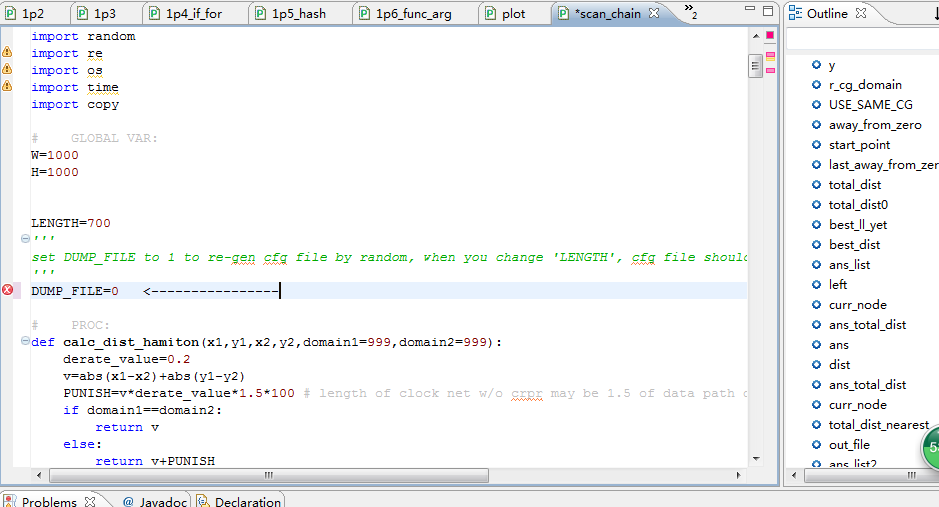 1p2 1p3 1p4_if_for 1p5_hash 1p6_func_arg plot *scan_chain 2 Outline
import random
import re
import os
import time
import copy
# GLOBAL VAR:
W=1000
H=1000
LENGTH=700
'''
set DUMP_FILE to 1 to re-gen cfg file by random, when you change 'LENGTH', cfg file shoul
'''
DUMP_FILE=0 <----------------
# PROC:
def calc_dist_hamiton(x1,y1,x2,y2,domain1=999,domain2=999):
derate_value=0.2
v=abs(x1-x2)+abs(y1-y2)
PUNISH=v*derate_value*1.5*100 # length of clock net w/o crpr may be 1.5 of data path
if domain1==domain2:
return v
else:
return v+PUNISH
y
r_cg_domain
USE_SAME_CG
away_from_zero
start_point
last_away_from_zer
total_dist
total_dist0
best_ll_yet
best_dist
ans_list
left
curr_node
ans_total_dist
ans
dist
ans_total_dist
curr_node
total_dist_nearest
out_file
ans_list2
Problems Javadoc Declaration